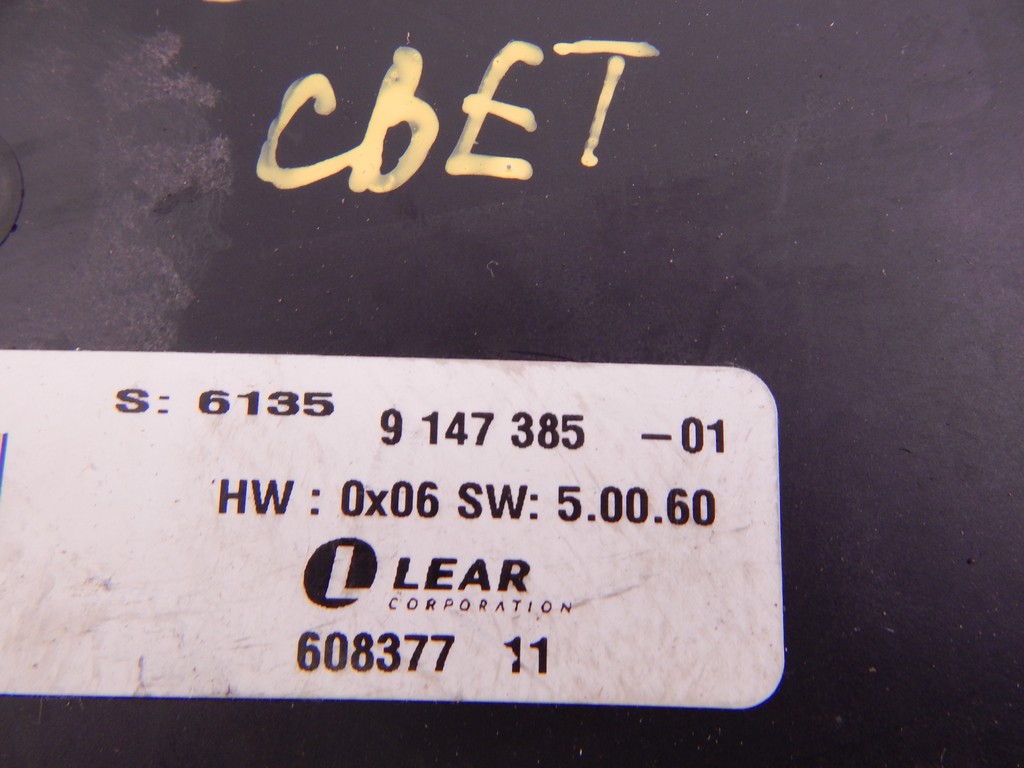 СВЕТ
S: 6135
9 147 385 –01
HW : 0x06 SW: 5.00.60
L LEAR
CORPORATION
608377 11